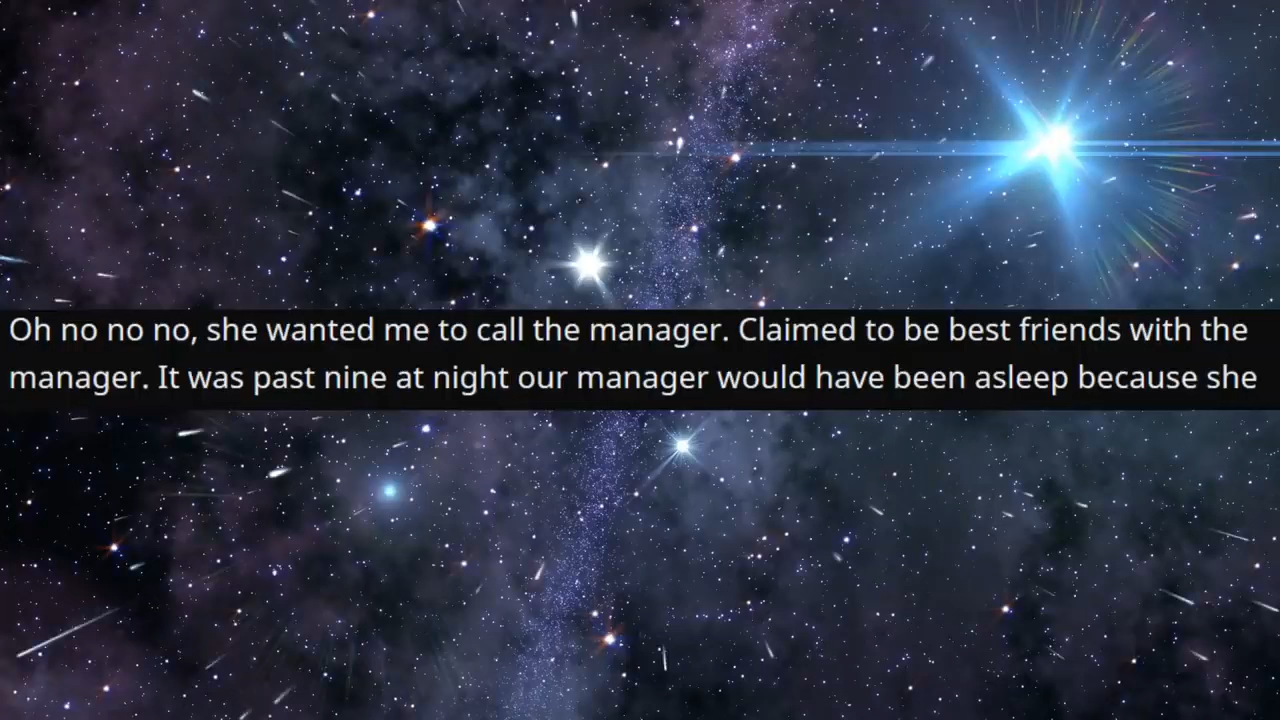 Oh no no no, she wanted me to call the manager. Claimed to be best friends with the
manager. It was past nine at night our manager would have been asleep because she